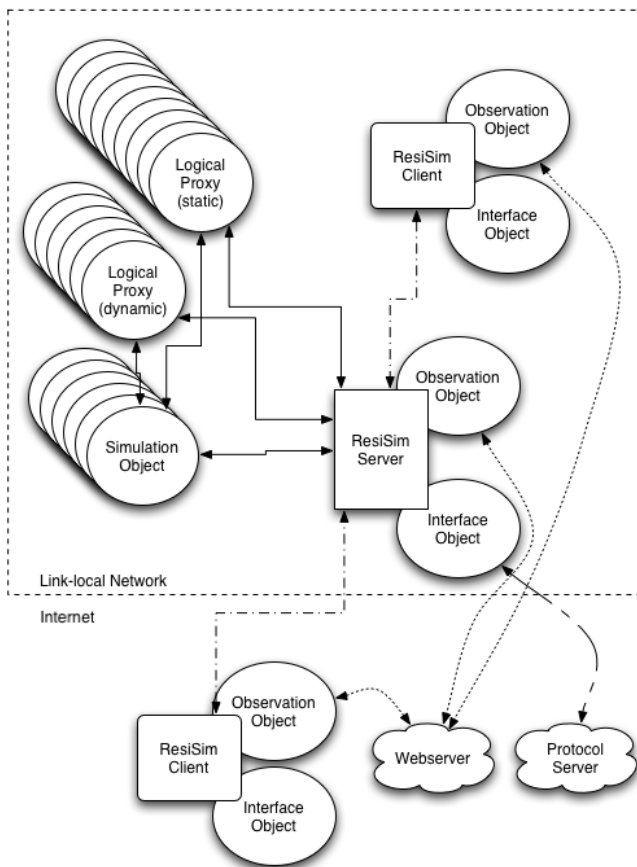 Observation
Object
ResiSim
Client
Interface
Object
Logical
Proxy
(static)
Logical
Proxy
(dynamic)
Simulation
Object
Observation
Object
ResiSim
Server
Interface
Object
Link-local Network
Internet
Observation
Object
ResiSim
Client
Interface
Object
Webserver
Protocol
Server